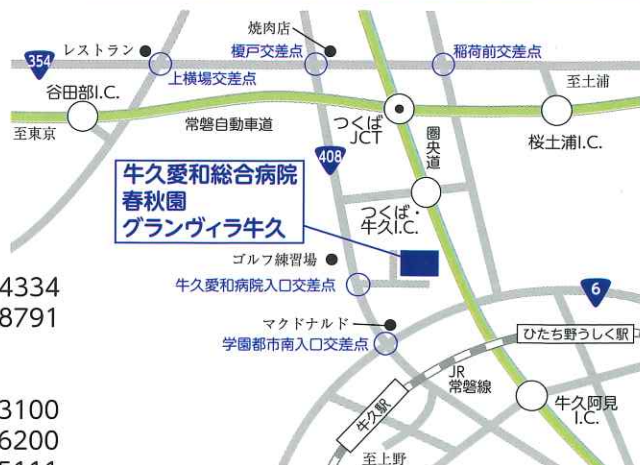 焼肉店
レストラン
榎戸交差点
稲荷前交差点
354
上横場交差点
至土浦
谷田部I.C.
至東京
常磐自動車道
つくば
JCT
圏央道
桜土浦I.C.
408
牛久愛和総合病院
春秋園
グランヴィラ牛久
つくば・
牛久I.C.
ゴルフ練習場
牛久愛和病院入口交差点
6
4334
8791
マクドナルド
学園都市南入口交差点
ひたち野うしく駅
JR
常磐線
牛久駅
牛久阿見
I.C.
至上野
3100
6200